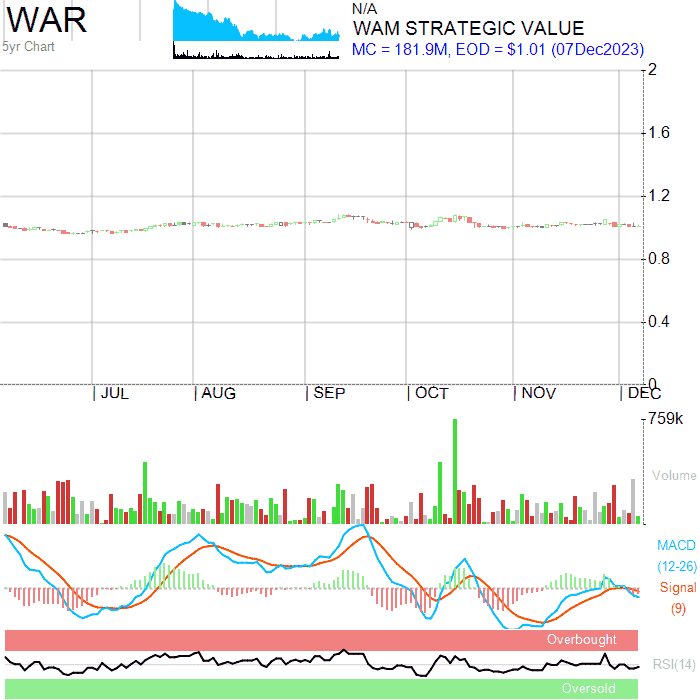 WAR
5yr Chart
N/A
WAM STRATEGIC VALUE
MC = 181.9M, EOD = $1.01 (07Dec2023)
2
1.6
1.2
0.8
0.4
0
JUL AUG SEP OCT NOV DEC
759k
Volume
MACD
(12-26)
Signal
(9)
Overbought
RSI(14)
Oversold